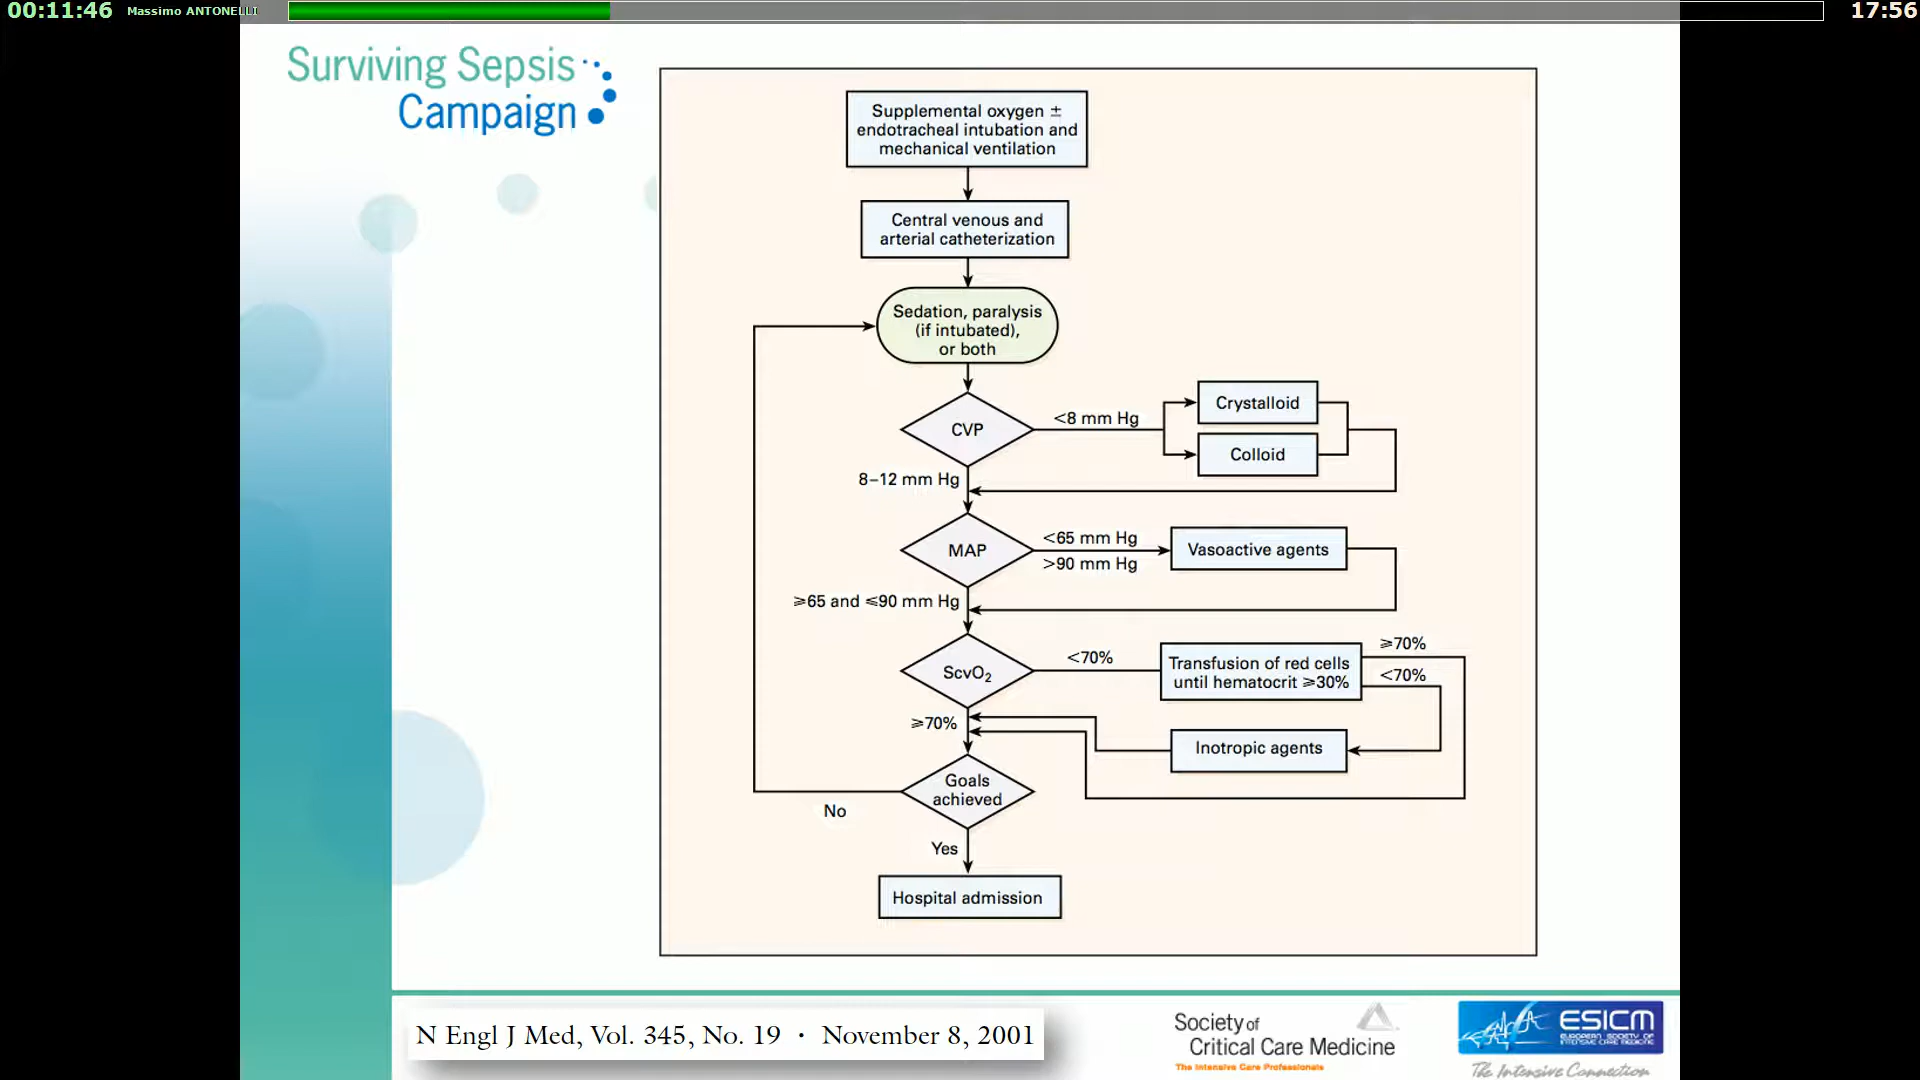 00:11:46 Massimo ANTONELLI 17:56
Surviving Sepsis
Campaign
Supplemental oxygen ±
endotracheal intubation and
mechanical ventilation
Central venous and
arterial catheterization
Sedation, paralysis
(if intubated),
or both
CVP
<8 mm Hg
Crystalloid
Colloid
8–12 mm Hg
MAP
<65 mm Hg
>90 mm Hg
Vasoactive agents
≥65 and ≤90 mm Hg
ScvO₂
<70%
Transfusion of red cells
until hematocrit ≥30%
≥70%
<70%
≥70%
Inotropic agents
Goals
achieved
No
Yes
Hospital admission
N Engl J Med, Vol. 345, No. 19 · November 8, 2001
Society of
Critical Care Medicine
The Intensive Care Professionals
ESICM
EUROPEAN SOCIETY OF
INTENSIVE CARE MEDICINE
The Intensive Connection